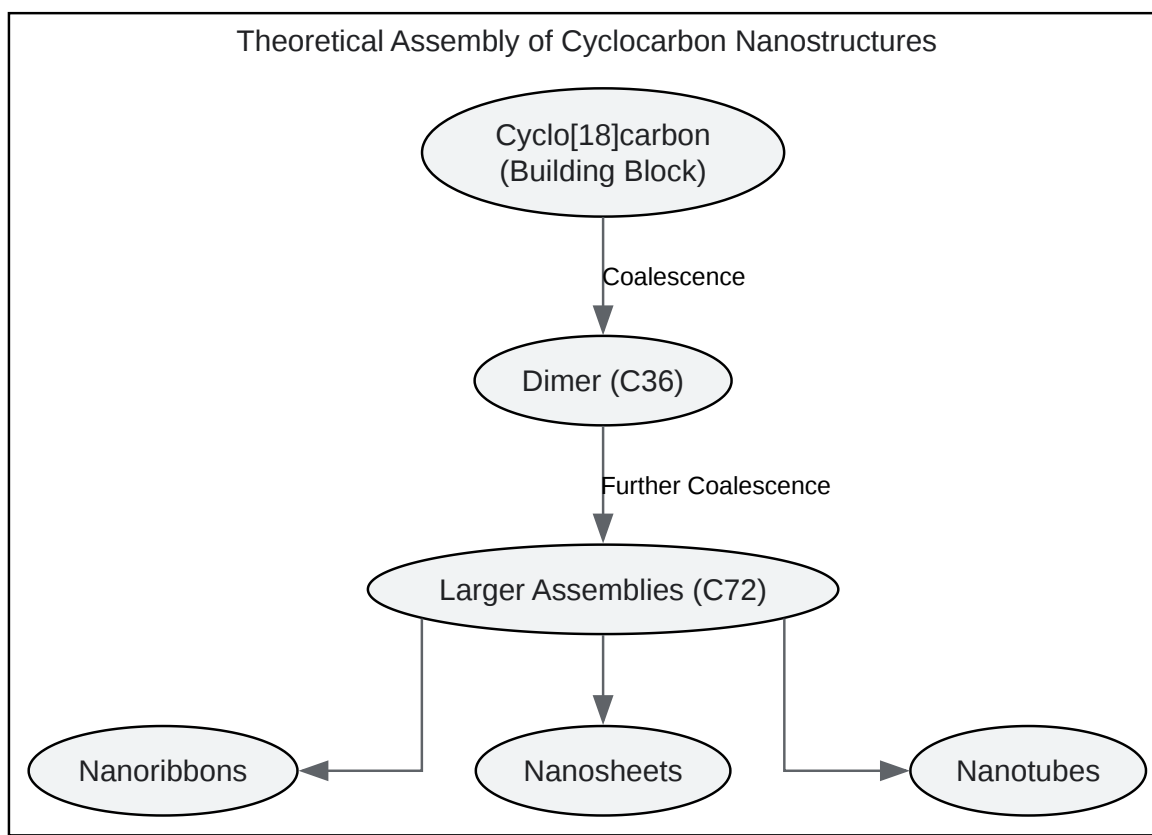 Theoretical Assembly of Cyclocarbon Nanostructures
Cyclo[18]carbon
(Building Block)
Coalescence
Dimer (C36)
Further Coalescence
Larger Assemblies (C72)
Nanoribbons
Nanosheets
Nanotubes